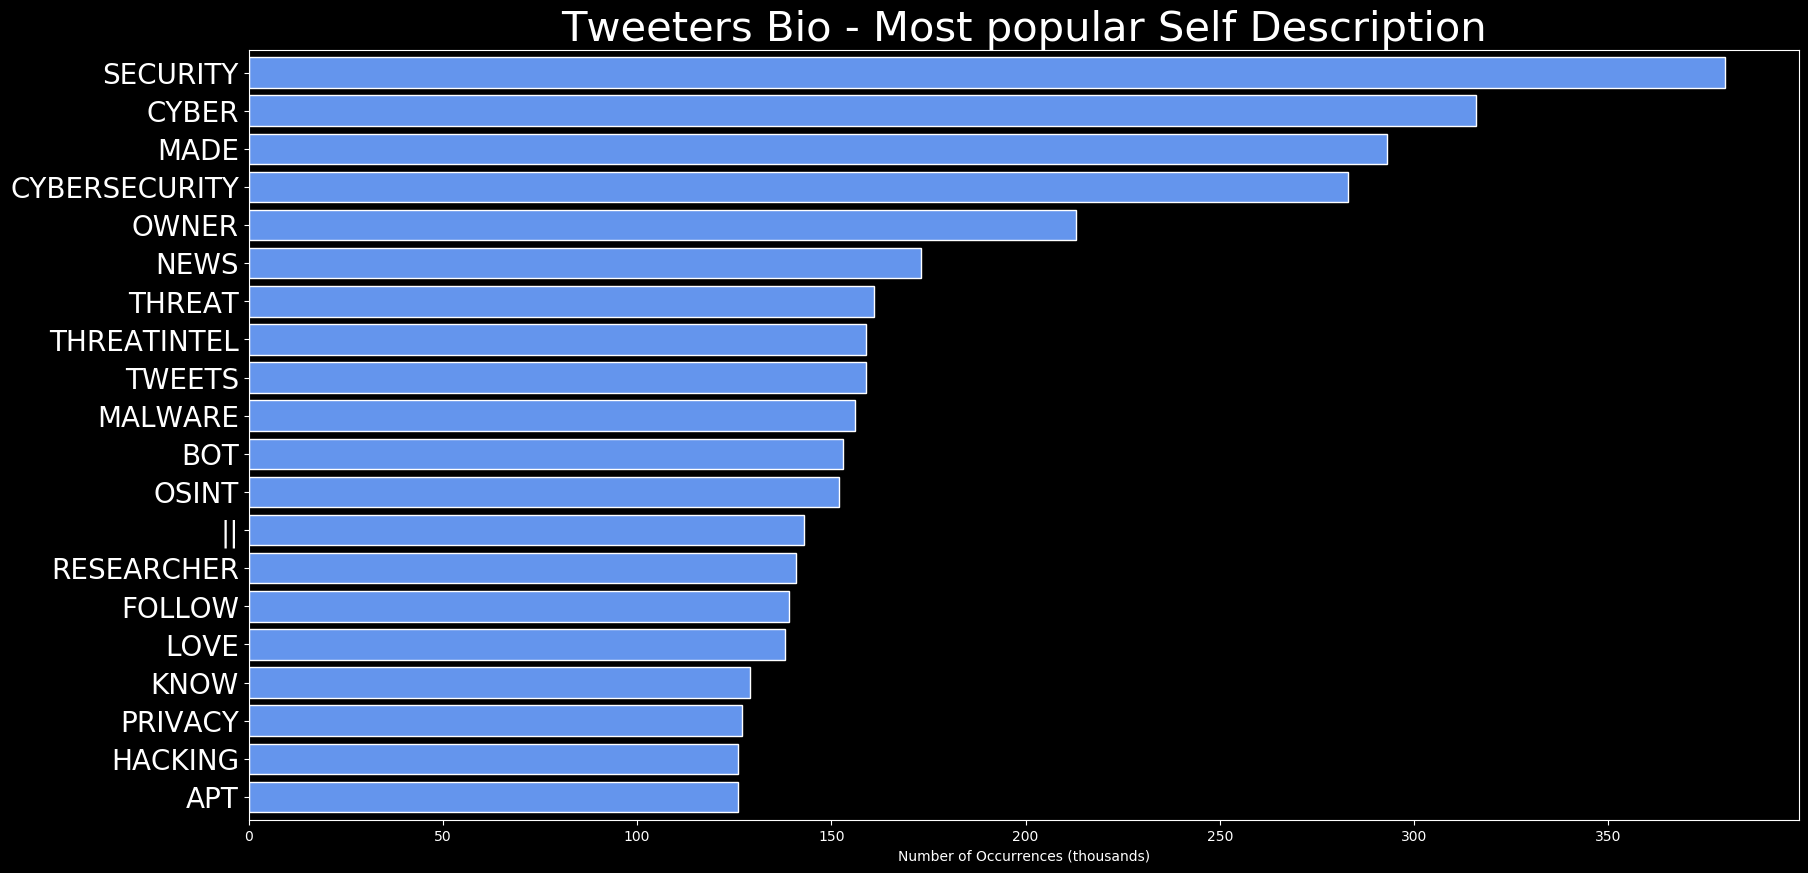 Tweeters Bio - Most popular Self Description
SECURITY
CYBER
MADE
CYBERSECURITY
OWNER
NEWS
THREAT
THREATINTEL
TWEETS
MALWARE
BOT
OSINT
||
RESEARCHER
FOLLOW
LOVE
KNOW
PRIVACY
HACKING
APT
0 50 100 150 200 250 300 350
Number of Occurrences (thousands)